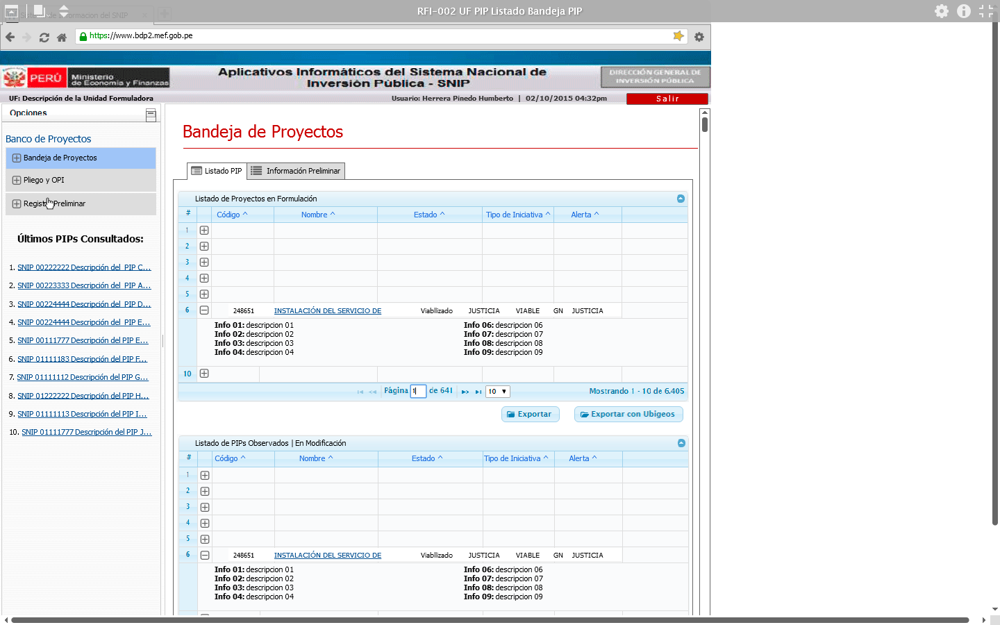 RFI-002 UF PIP Listado Bandeja PIP
https://www.bdp2.mef.gob.pe
PERÚ
Ministerio
de Economía y Finanzas
Aplicativos Informáticos del Sistema Nacional de
Inversión Pública - SNIP
DIRECCIÓN GENERAL DE
INVERSIÓN PÚBLICA
UF: Descripción de la Unidad Formuladora
Usuario: Herrera Pinedo Humberto | 02/10/2015 04:32pm
Salir
Opciones
Banco de Proyectos
Bandeja de Proyectos
Pliego y OPI
Registro Preliminar
Últimos PIPs Consultados:
1. SNIP 00222222 Descripción del PIP C...
2. SNIP 00223333 Descripción del PIP A...
3. SNIP 00224444 Descripción del PIP D...
4. SNIP 00224444 Descripción del PIP E...
5. SNIP 00111777 Descripción del PIP E...
6. SNIP 01111183 Descripción del PIP F...
7. SNIP 01111112 Descripción del PIP G...
8. SNIP 01222222 Descripción del PIP H...
9. SNIP 01111113 Descripción del PIP I...
10. SNIP 01111777 Descripción del PIP J...
Bandeja de Proyectos
Listado PIP
Información Preliminar
Listado de Proyectos en Formulación
# Código ^ Nombre ^ Estado ^ Tipo de Iniciativa ^ Alerta ^
1
2
3
4
5
6 248651 INSTALACIÓN DEL SERVICIO DE Viabllizado JUSTICIA VIABLE GN JUSTICIA
Info 01: descripcion 01 Info 06: descripcion 06
Info 02: descripcion 02 Info 07: descripcion 07
Info 03: descripcion 03 Info 08: descripcion 08
Info 04: descripcion 04 Info 09: descripcion 09
10
Página 1 de 641 10 Mostrando 1 - 10 de 6.405
Exportar
Exportar con Ubigeos
Listado de PIPs Observados | En Modificación
# Código ^ Nombre ^ Estado ^ Tipo de Iniciativa ^ Alerta ^
1
2
3
4
5
6 248651 INSTALACIÓN DEL SERVICIO DE Viabllizado JUSTICIA VIABLE GN JUSTICIA
Info 01: descripcion 01 Info 06: descripcion 06
Info 02: descripcion 02 Info 07: descripcion 07
Info 03: descripcion 03 Info 08: descripcion 08
Info 04: descripcion 04 Info 09: descripcion 09